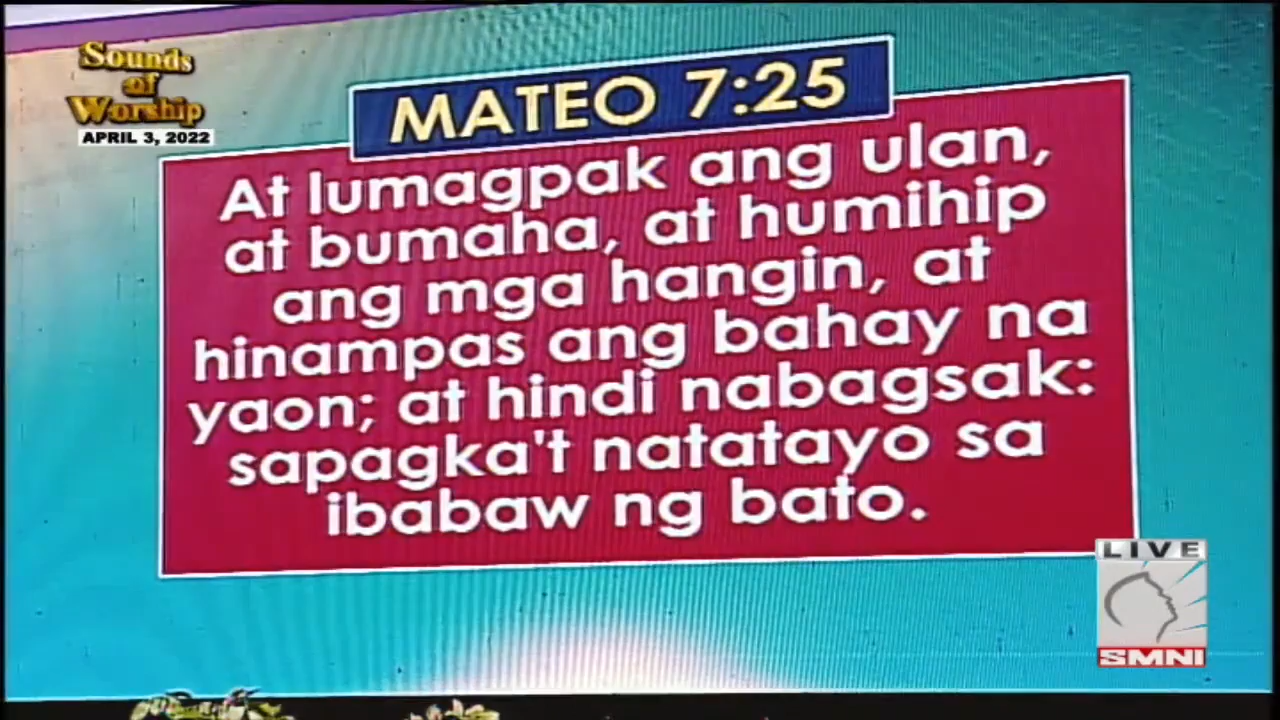 Sounds
of
Worship
APRIL 3, 2022
MATEO 7:25
At lumagpak ang ulan,
at bumaha, at humihip
ang mga hangin, at
hinampas ang bahay na
yaon; at hindi nabagsak:
sapagka't natatayo sa
ibabaw ng bato.
LIVE
SMNI